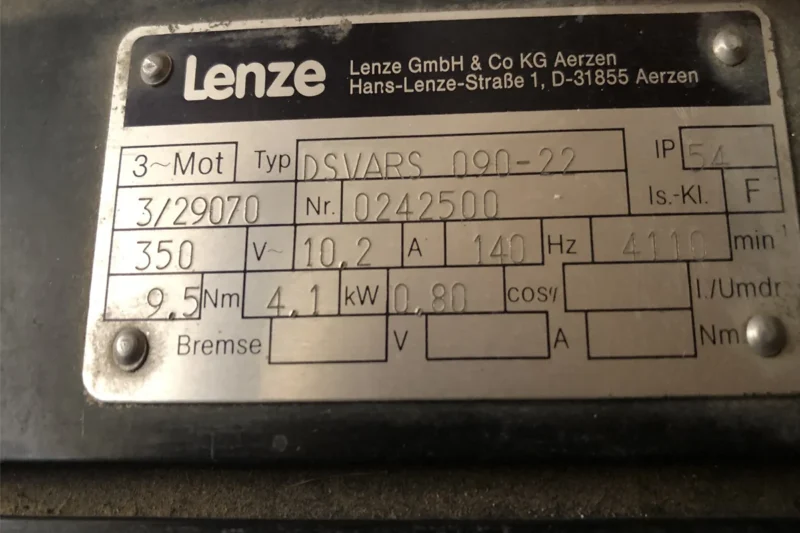 Lenze Lenze GmbH & Co KG Aerzen
Hans-Lenze-Straße 1, D-31855 Aerzen
3~Mot Typ DSVARS 090-22 IP 54
3/29070 Nr. 0242500 Is.-Kl. F
350 V~ 10.2 A 140 Hz 4110 min⁻¹
9.5 Nm 4.1 kW 0.80 cosφ I./Umdr
Bremse V A Nm